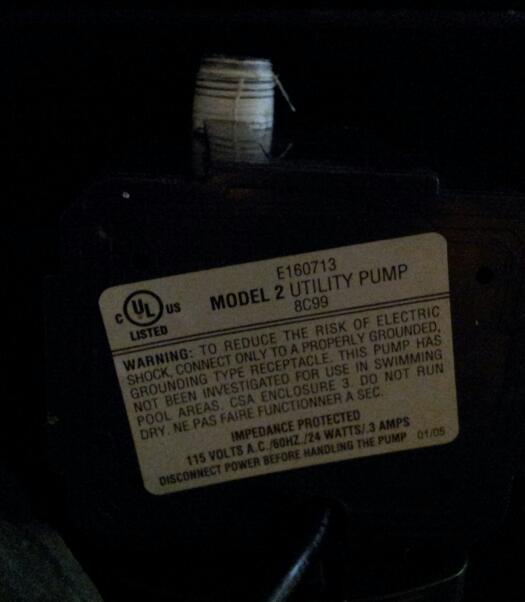 E160713
C UL US
LISTED
MODEL 2 UTILITY PUMP
8C99
WARNING: TO REDUCE THE RISK OF ELECTRIC
SHOCK, CONNECT ONLY TO A PROPERLY GROUNDED,
GROUNDING TYPE RECEPTACLE. THIS PUMP HAS
NOT BEEN INVESTIGATED FOR USE IN SWIMMING
POOL AREAS. CSA ENCLOSURE 3. DO NOT RUN
DRY. NE PAS FAIRE FUNCTIONNER A SEC.
IMPEDANCE PROTECTED
115 VOLTS A.C./60HZ./24 WATTS/.3 AMPS
DISCONNECT POWER BEFORE HANDLING THE PUMP 01/05